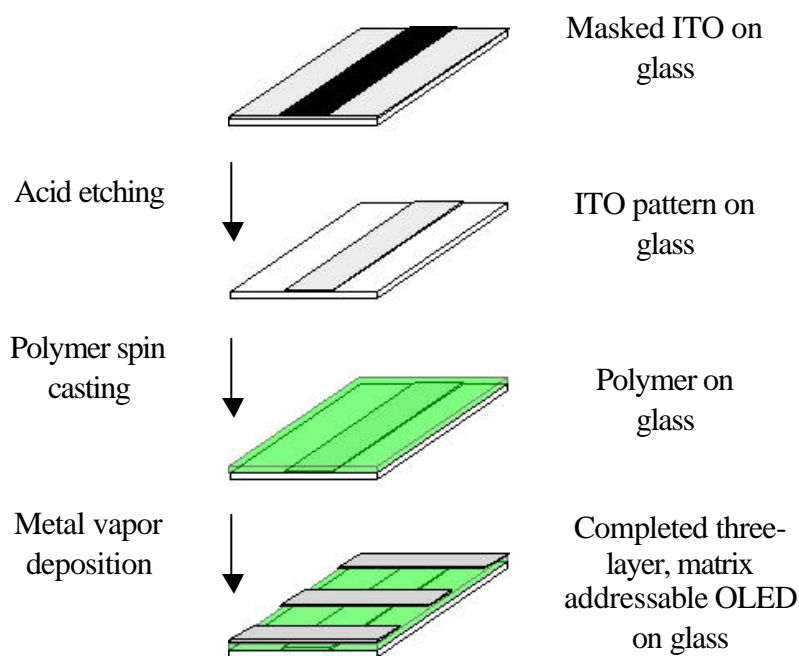 Masked ITO on
glass
Acid etching
ITO pattern on
glass
Polymer spin
casting
Polymer on
glass
Metal vapor
deposition
Completed three-
layer, matrix
addressable OLED
on glass